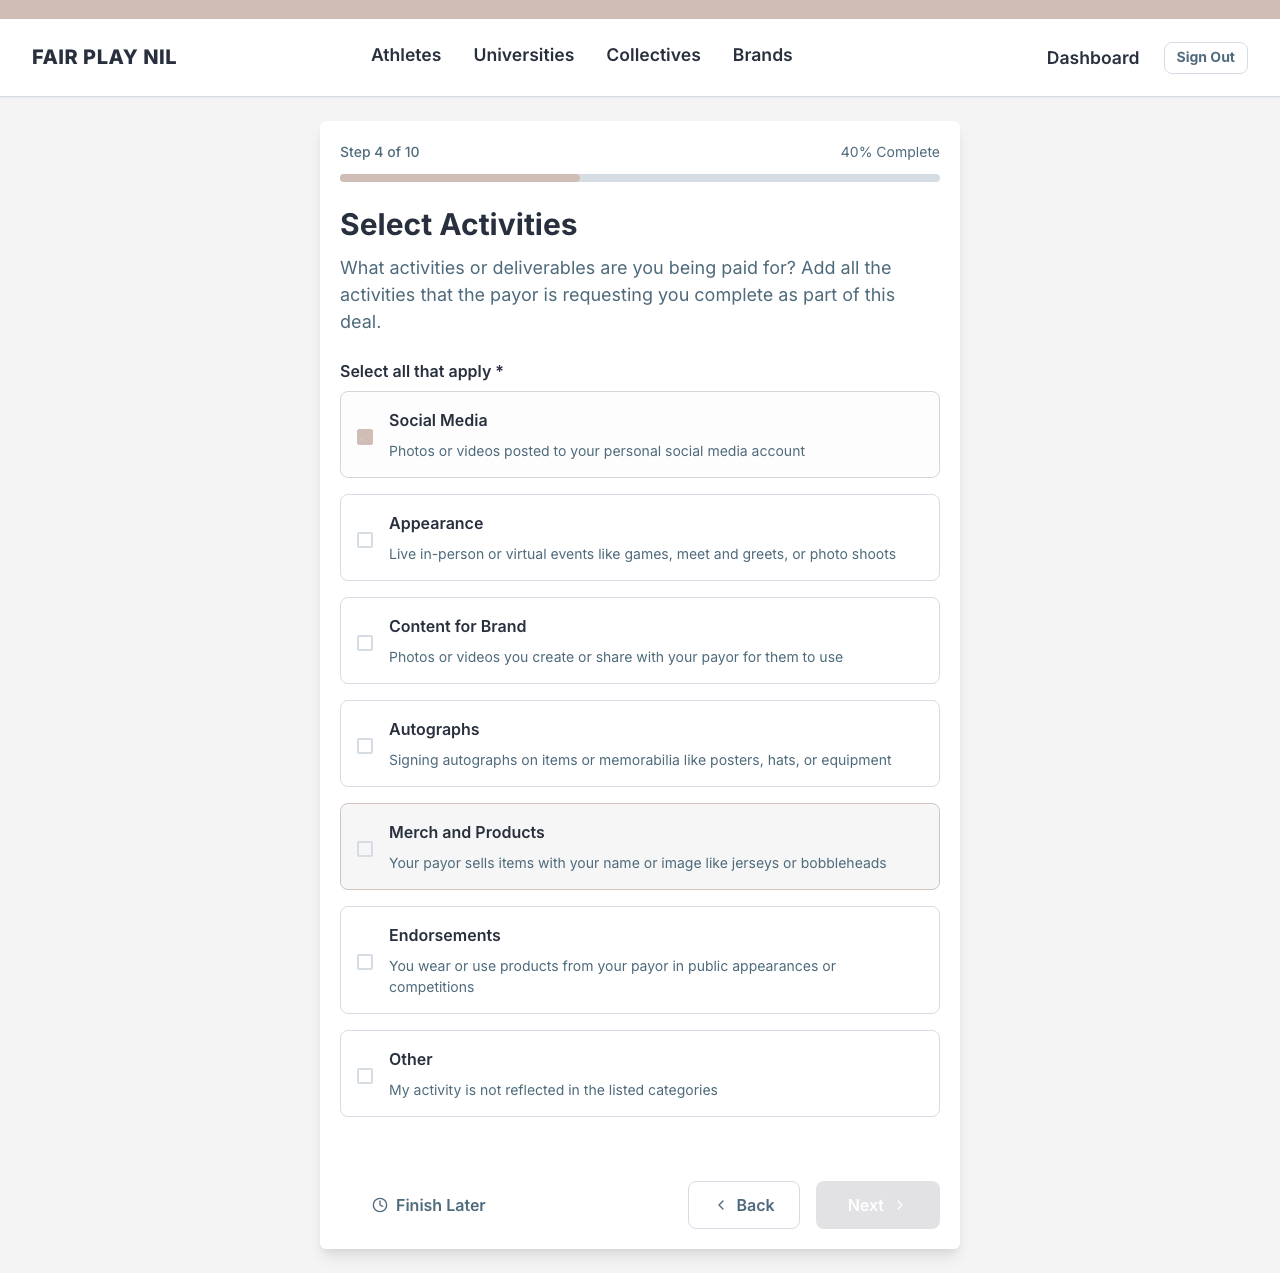 FAIR PLAY NIL
Athletes
Universities
Collectives
Brands
Dashboard
Sign Out
Step 4 of 10
40% Complete
Select Activities
What activities or deliverables are you being paid for? Add all the
activities that the payor is requesting you complete as part of this
deal.
Select all that apply *
Social Media
Photos or videos posted to your personal social media account
Appearance
Live in-person or virtual events like games, meet and greets, or photo shoots
Content for Brand
Photos or videos you create or share with your payor for them to use
Autographs
Signing autographs on items or memorabilia like posters, hats, or equipment
Merch and Products
Your payor sells items with your name or image like jerseys or bobbleheads
Endorsements
You wear or use products from your payor in public appearances or
competitions
Other
My activity is not reflected in the listed categories
Finish Later
Back
Next